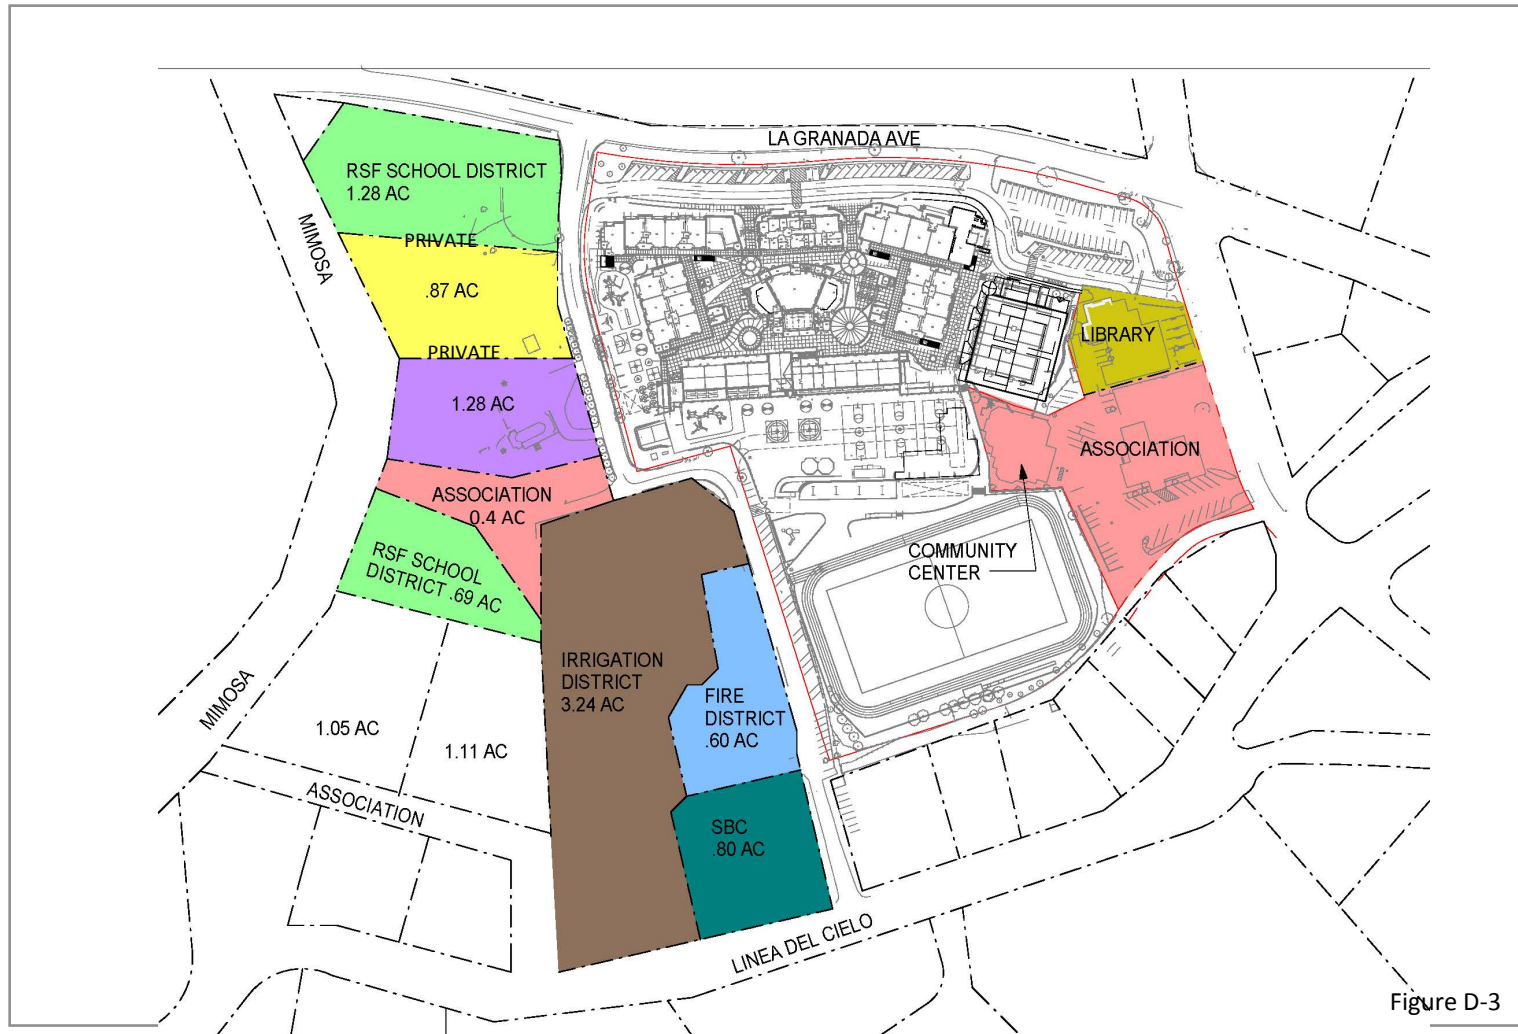 LA GRANADA AVE
RSF SCHOOL DISTRICT
1.28 AC
MIMOSA
PRIVATE
.87 AC
PRIVATE
1.28 AC
LIBRARY
ASSOCIATION
ASSOCIATION
0.4 AC
RSF SCHOOL
DISTRICT .69 AC
COMMUNITY
CENTER
IRRIGATION
DISTRICT
3.24 AC
FIRE
DISTRICT
.60 AC
MIMOSA
1.05 AC
1.11 AC
ASSOCIATION
SBC
.80 AC
LINEA DEL CIELO
Figure D-3